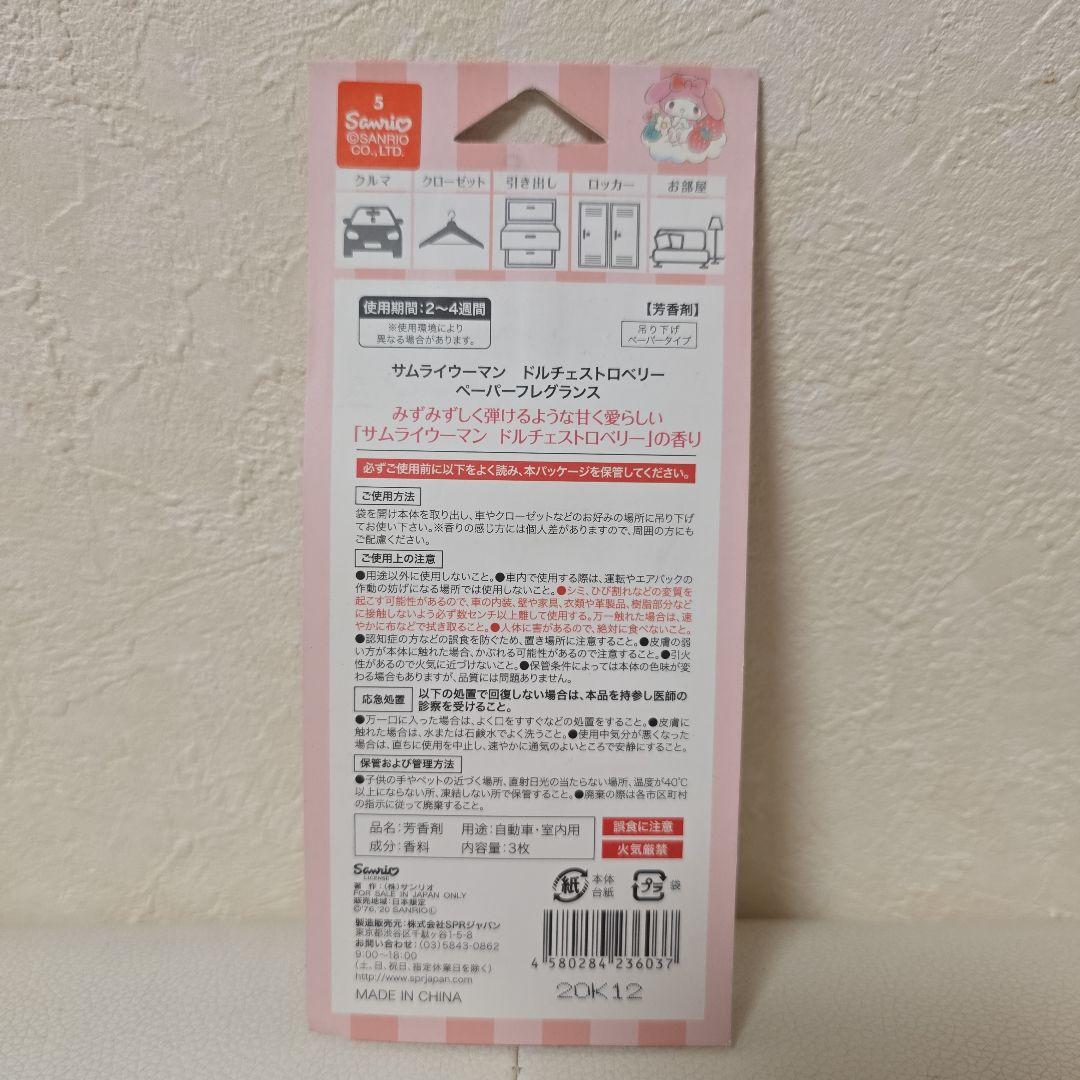 5
Sanrio
©SANRIO
CO., LTD.
クルマ
クローゼット
引き出し
ロッカー
お部屋
使用期間:2〜4週間
※使用環境により
異なる場合があります。
【芳香剤】
吊り下げ
ペーパータイプ
サムライウーマン ドルチェストロベリー
ペーパーフレグランス
みずみずしく弾けるような甘く愛らしい
「サムライウーマン ドルチェストロベリー」の香り
必ずご使用前に以下をよく読み、本パッケージを保管してください。
ご使用方法
袋を開け本体を取り出し、車やクローゼットなどのお好みの場所に吊り下げ
てお使い下さい。※香りの感じ方には個人差がありますので、周囲の方にも
ご配慮ください。
ご使用上の注意
●用途以外に使用しないこと。●車内で使用する際は、運転やエアバックの
作動の妨げになる場所では使用しないこと。●シミ、ひび割れなどの変質を
起こす可能性があるので、車の内装、壁や家具、衣類や革製品、樹脂部分など
に接触しないよう必ず数センチ以上離して使用する。万一触れた場合は、速
やかに布などで拭き取ること。●人体に害があるので、絶対に食べないこと。
●認知症の方などの誤食を防ぐため、置き場所に注意すること。●皮膚の弱
い方が本体に触れた場合、かぶれる可能性があるので注意すること。●引火
性があるので火気に近づけないこと。●保管条件によっては本体の色味が変
わる場合もありますが、品質には問題ありません。
応急処置
以下の処置で回復しない場合は、本品を持参し医師の
診察を受けること。
●万一口に入った場合は、よく口をすすぐなどの処置をすること。●皮膚に
触れた場合は、水または石鹸水でよく洗うこと。●使用中気分が悪くなった
場合は、直ちに使用を中止し、速やかに通気のよいところで安静にすること。
保管および管理方法
●子供の手やペットの近づく場所、直射日光の当たらない場所、温度が40℃
以上にならない所、凍結しない所で保管すること。●廃棄の際は各市区町村
の指示に従って廃棄すること。
品名:芳香剤 用途:自動車・室内用
成分:香料 内容量:3枚
誤食に注意
火気厳禁
Sanrio
LICENSE
著 作:(株)サンリオ
FOR SALE IN JAPAN ONLY
販売地域:日本限定
©'76,'20 SANRIO Ⓛ
紙
本体
台紙
プラ
袋
製造販売元:株式会社SPRジャパン
東京都渋谷区千駄ヶ谷1-5-8
お問い合わせ:(03)5843-0862
9:00〜18:00
(土、日、祝日、指定休業日を除く)
http://www.sprjapan.com
MADE IN CHINA
4 580284 236037
20K12